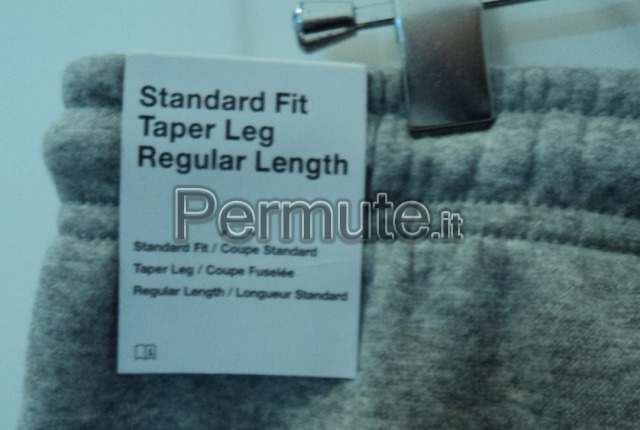 Standard Fit
Taper Leg
Regular Length
Permute.it
Standard Fit / Coupe Standard
Taper Leg / Coupe Fuselée
Regular Length / Longueur Standard